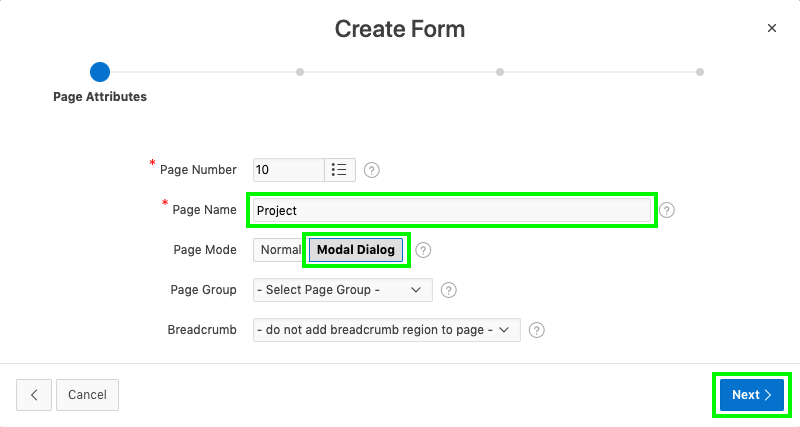 Create Form
Page Attributes
* Page Number 10
* Page Name Project
Page Mode Normal Modal Dialog
Page Group - Select Page Group -
Breadcrumb - do not add breadcrumb region to page -
Cancel
Next